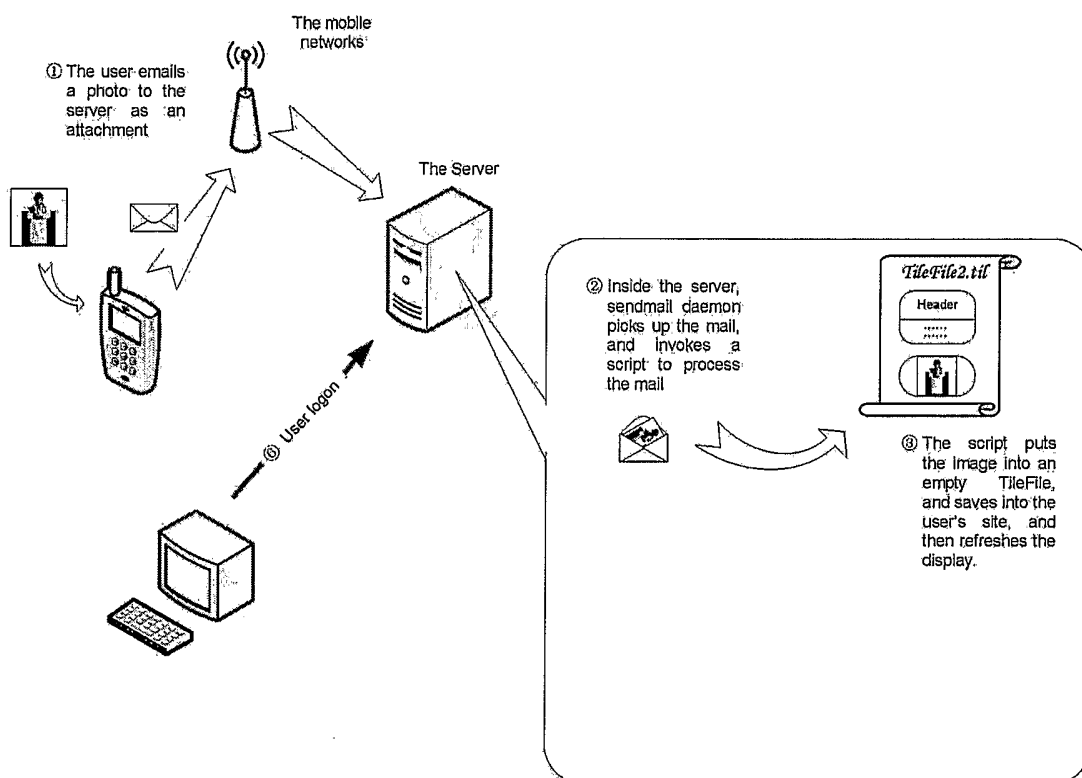 The mobile
networks
① The user emails
a photo to the
server as an
attachment
The Server
② Inside the server,
sendmail daemon
picks up the mail,
and invokes a
script to process
the mail
TileFile2.til
Header
③ The script puts
the image into an
empty TileFile,
and saves into the
user's site, and
then refreshes the
display.
⑥ User logon